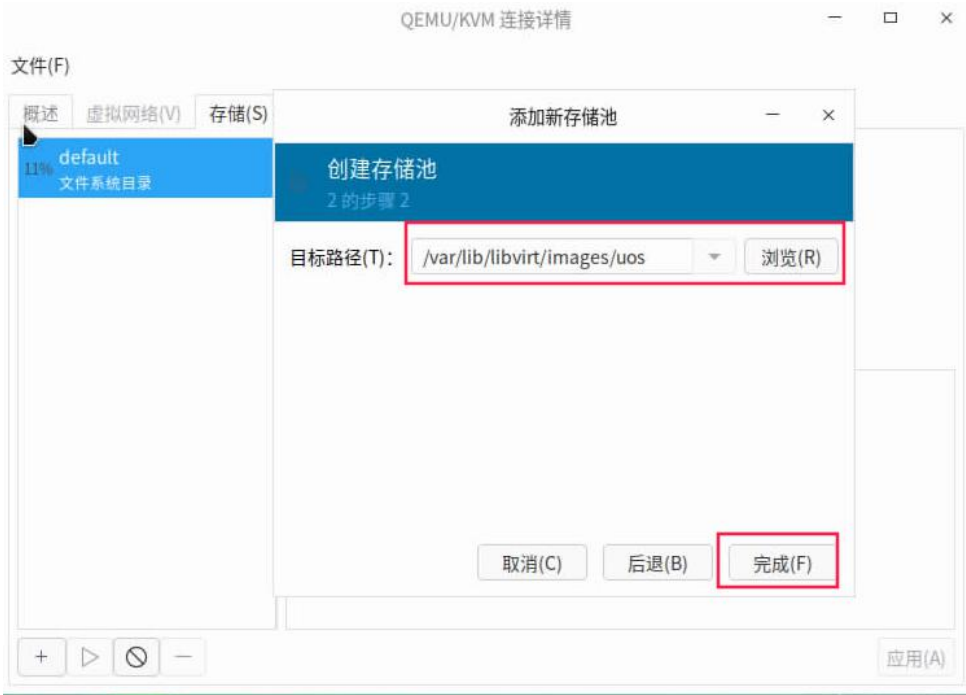 QEMU/KVM 连接详情
文件(F)
概述 虚拟网络(V) 存储(S)
添加新存储池
11% default
文件系统目录
创建存储池
2 的步骤 2
目标路径(T): /var/lib/libvirt/images/uos 浏览(R)
取消(C) 后退(B) 完成(F)
应用(A)